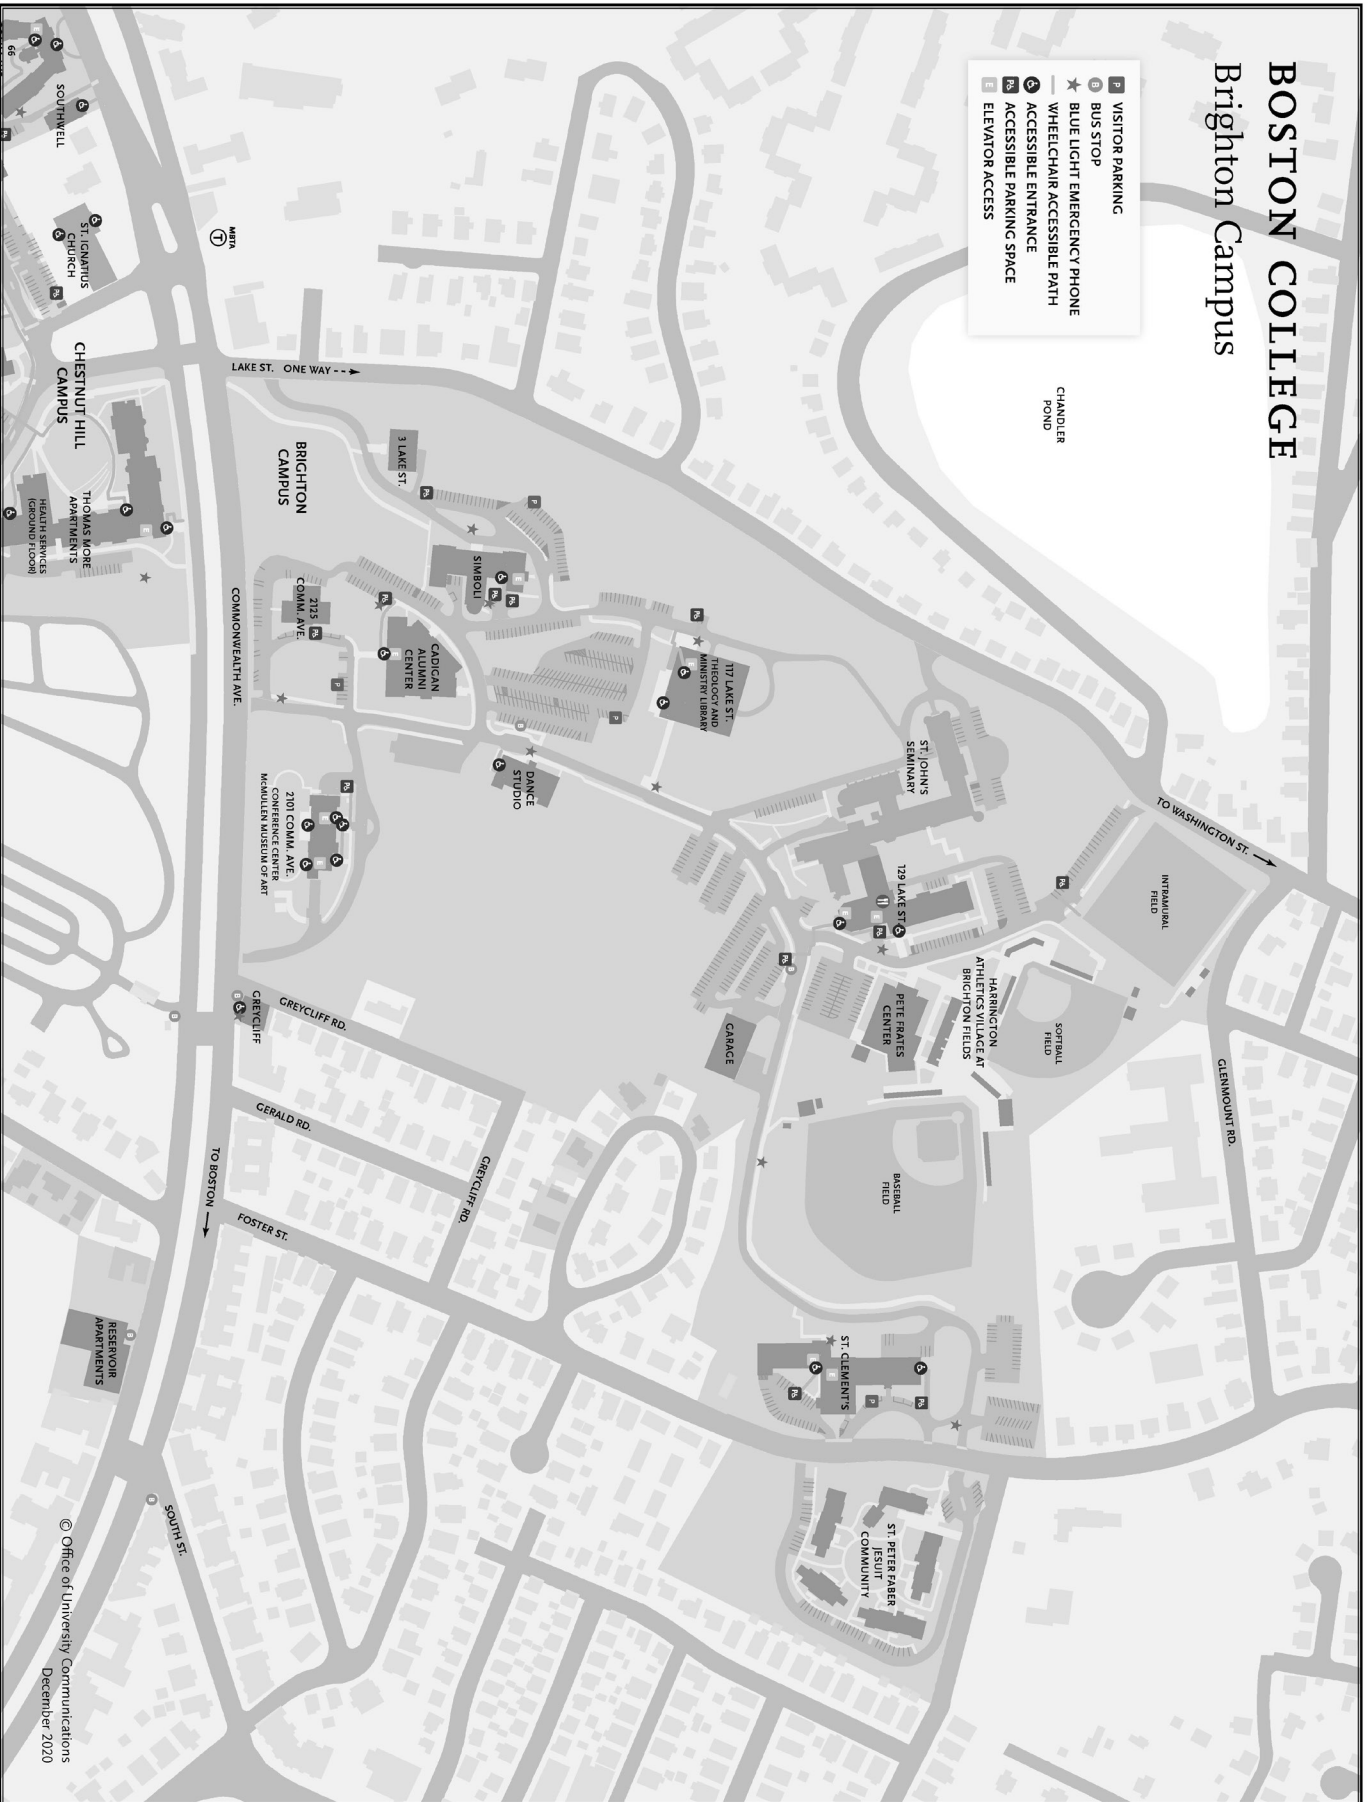 BOSTON COLLEGE
Brighton Campus
P VISITOR PARKING
B BUS STOP
BLUE LIGHT EMERGENCY PHONE
WHEELCHAIR ACCESSIBLE PATH
ACCESSIBLE ENTRANCE
P ACCESSIBLE PARKING SPACE
E ELEVATOR ACCESS
CHANDLER
POND
TO WASHINGTON ST.
INTRAMURAL
FIELD
GLENMOUNT RD.
SOFTBALL
FIELD
HARRINGTON
ATHLETICS VILLAGE AT
BRIGHTON FIELDS
ST. JOHN'S
SEMINARY
129 LAKE ST.
PETE FRATES
CENTER
BASEBALL
FIELD
ST. CLEMENT'S
ST. PETER FABER
JESUIT
COMMUNITY
117 LAKE ST.
THEOLOGY AND
MINISTRY LIBRARY
GARAGE
DANCE
STUDIO
SIMBOLI
3 LAKE ST.
CADIGAN
ALUMNI
CENTER
2125
COMM. AVE.
BRIGHTON
CAMPUS
LAKE ST. ONE WAY
MBTA
T
2101 COMM. AVE.
CONFERENCE CENTER
McMULLEN MUSEUM OF ART
COMMONWEALTH AVE.
GREYCLIFF
GREYCLIFF RD.
GERALD RD.
GREYCLIFF RD.
FOSTER ST.
TO BOSTON
SOUTH ST.
RESERVOIR
APARTMENTS
SOUTHWELL
66
ST. IGNATIUS
CHURCH
CHESTNUT HILL
CAMPUS
THOMAS MORE
APARTMENTS
HEALTH SERVICES
(GROUND FLOOR)
© Office of University Communications
December 2020